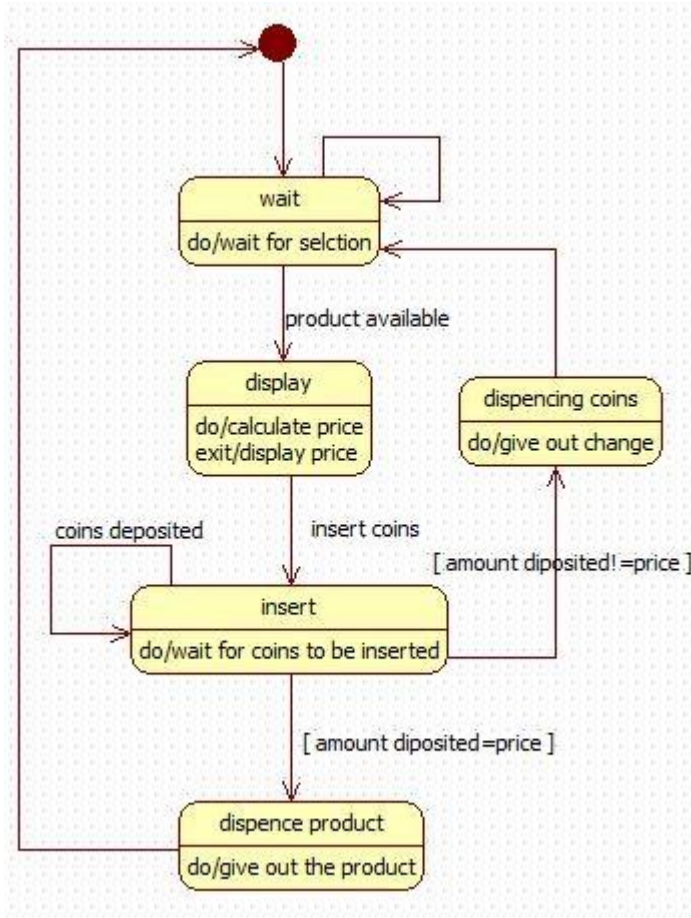 wait
do/wait for selction
product available
display
do/calculate price
exit/display price
dispencing coins
do/give out change
coins deposited
insert coins
[ amount diposited!=price ]
insert
do/wait for coins to be inserted
[ amount diposited=price ]
dispence product
do/give out the product